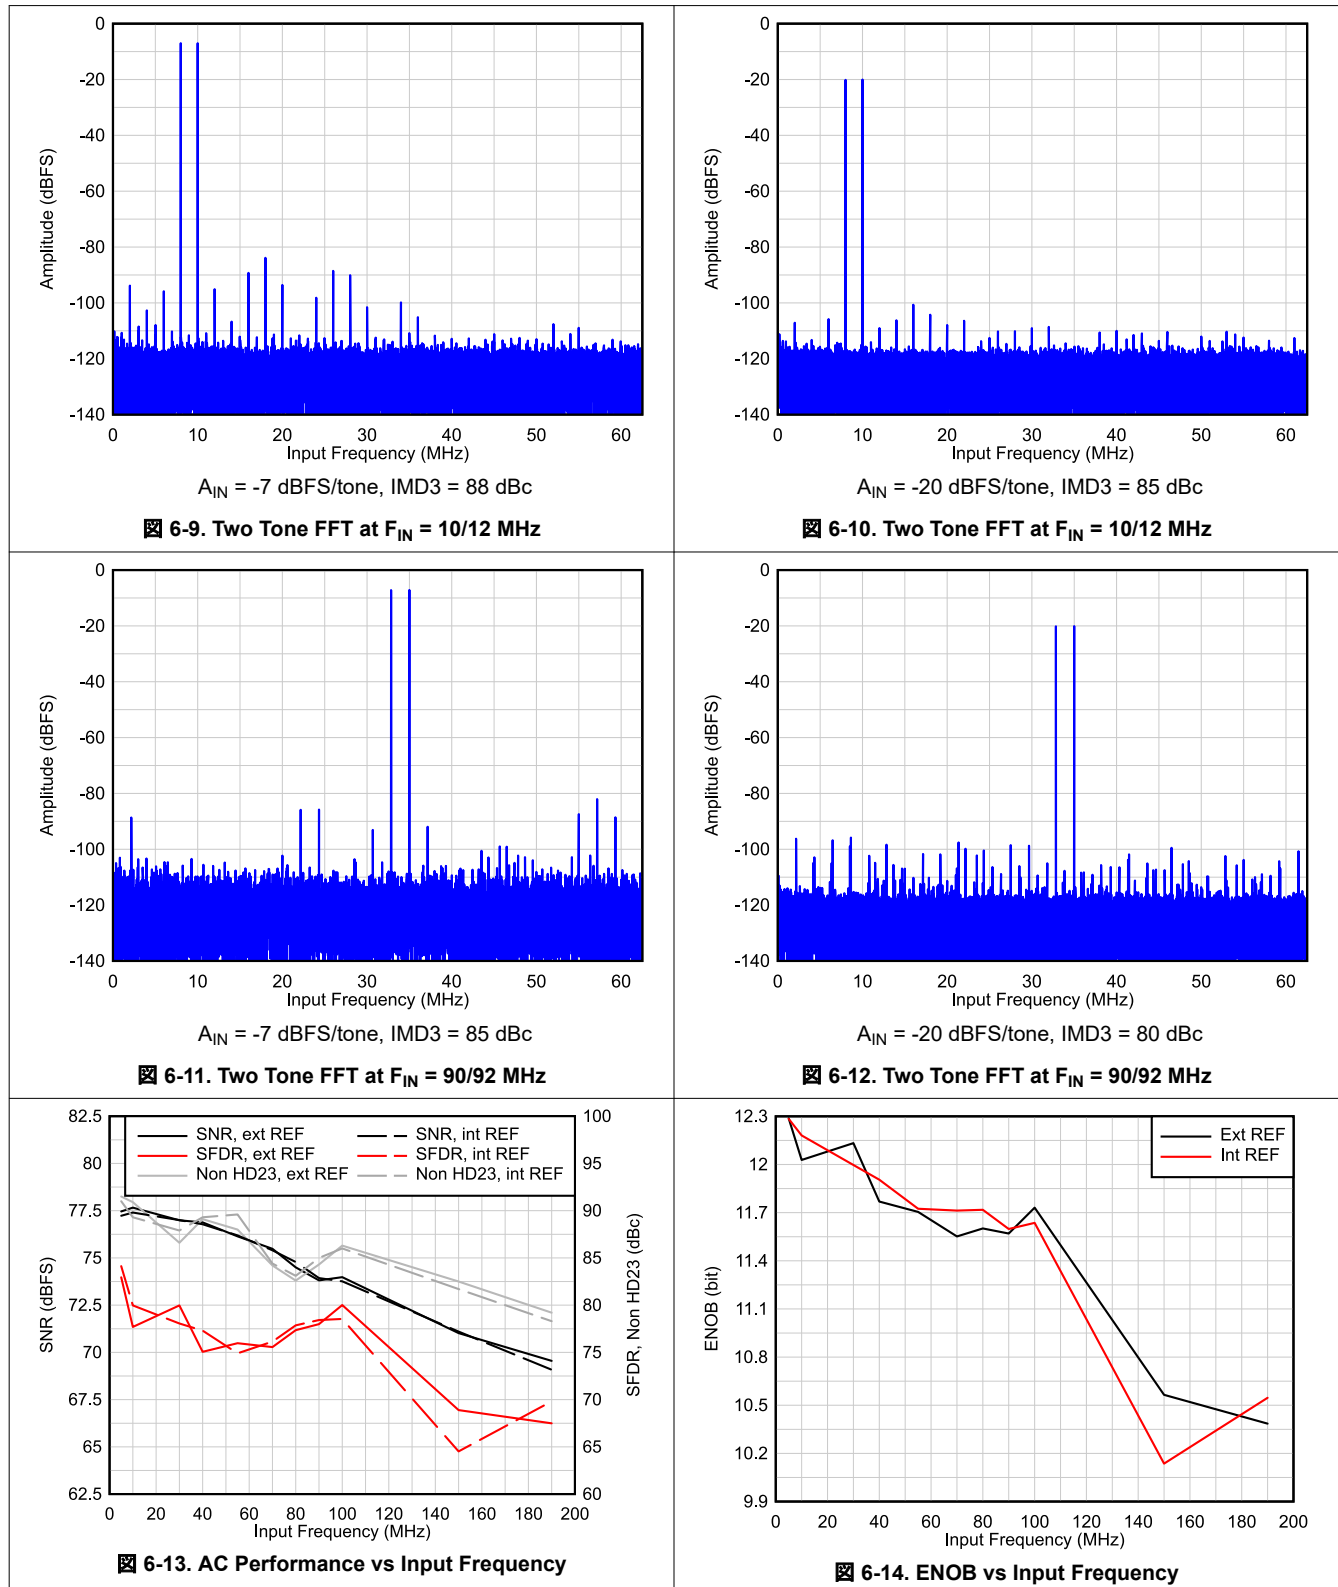 0
-20
-40
-60
-80
-100
-120
-140
Amplitude (dBFS)
0 10 20 30 40 50 60
Input Frequency (MHz)
AIN = -7 dBFS/tone, IMD3 = 88 dBc
図 6-9. Two Tone FFT at FIN = 10/12 MHz
0
-20
-40
-60
-80
-100
-120
-140
Amplitude (dBFS)
0 10 20 30 40 50 60
Input Frequency (MHz)
AIN = -20 dBFS/tone, IMD3 = 85 dBc
図 6-10. Two Tone FFT at FIN = 10/12 MHz
0
-20
-40
-60
-80
-100
-120
-140
Amplitude (dBFS)
0 10 20 30 40 50 60
Input Frequency (MHz)
AIN = -7 dBFS/tone, IMD3 = 85 dBc
図 6-11. Two Tone FFT at FIN = 90/92 MHz
0
-20
-40
-60
-80
-100
-120
-140
Amplitude (dBFS)
0 10 20 30 40 50 60
Input Frequency (MHz)
AIN = -20 dBFS/tone, IMD3 = 80 dBc
図 6-12. Two Tone FFT at FIN = 90/92 MHz
82.5
80
77.5
75
72.5
70
67.5
65
62.5
SNR (dBFS)
SNR, ext REF
SFDR, ext REF
Non HD23, ext REF
SNR, int REF
SFDR, int REF
Non HD23, int REF
100
95
90
85
80
75
70
65
60
SFDR, Non HD23 (dBc)
0 20 40 60 80 100 120 140 160 180 200
Input Frequency (MHz)
図 6-13. AC Performance vs Input Frequency
12.3
12
11.7
11.4
11.1
10.8
10.5
10.2
9.9
ENOB (bit)
Ext REF
Int REF
0 20 40 60 80 100 120 140 160 180 200
Input Frequency (MHz)
図 6-14. ENOB vs Input Frequency